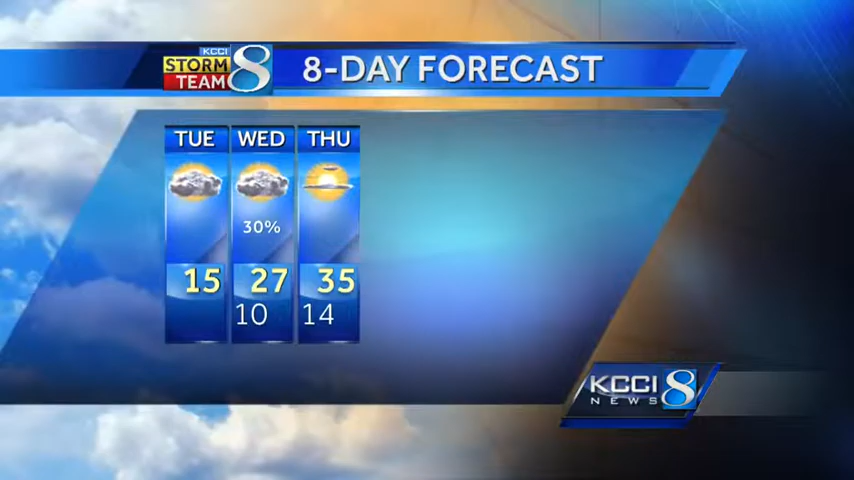 KCCI
STORM
TEAM
8
8-DAY FORECAST
TUE WED THU
30%
15 27 35
10 14
KCCI 8
NEWS